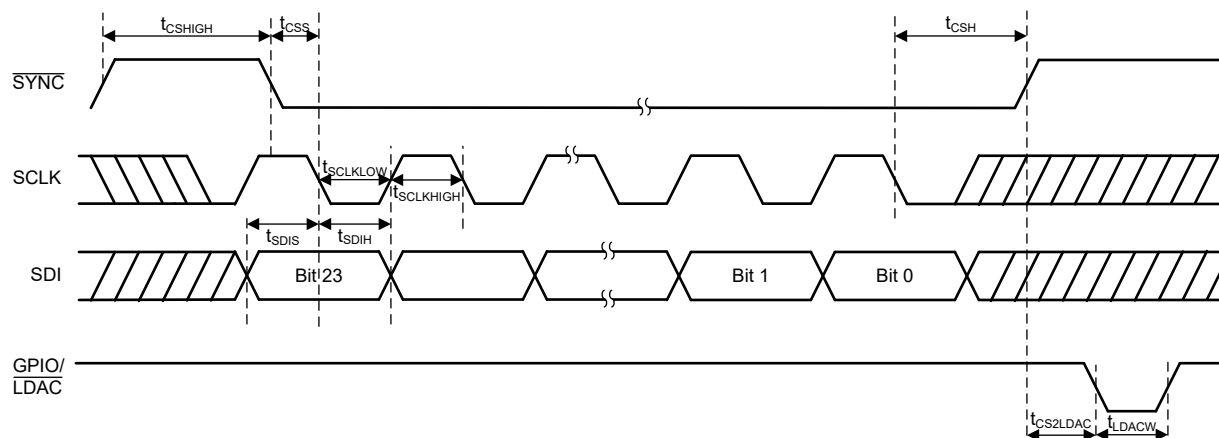 tCSHIGH tCSS tCSH
SYNC
SCLK tSCLKLOW tSCLKHIGH
tSDIS tSDIH
SDI Bit 23 Bit 1 Bit 0
GPIO/
LDAC
tCS2LDAC tLDACW